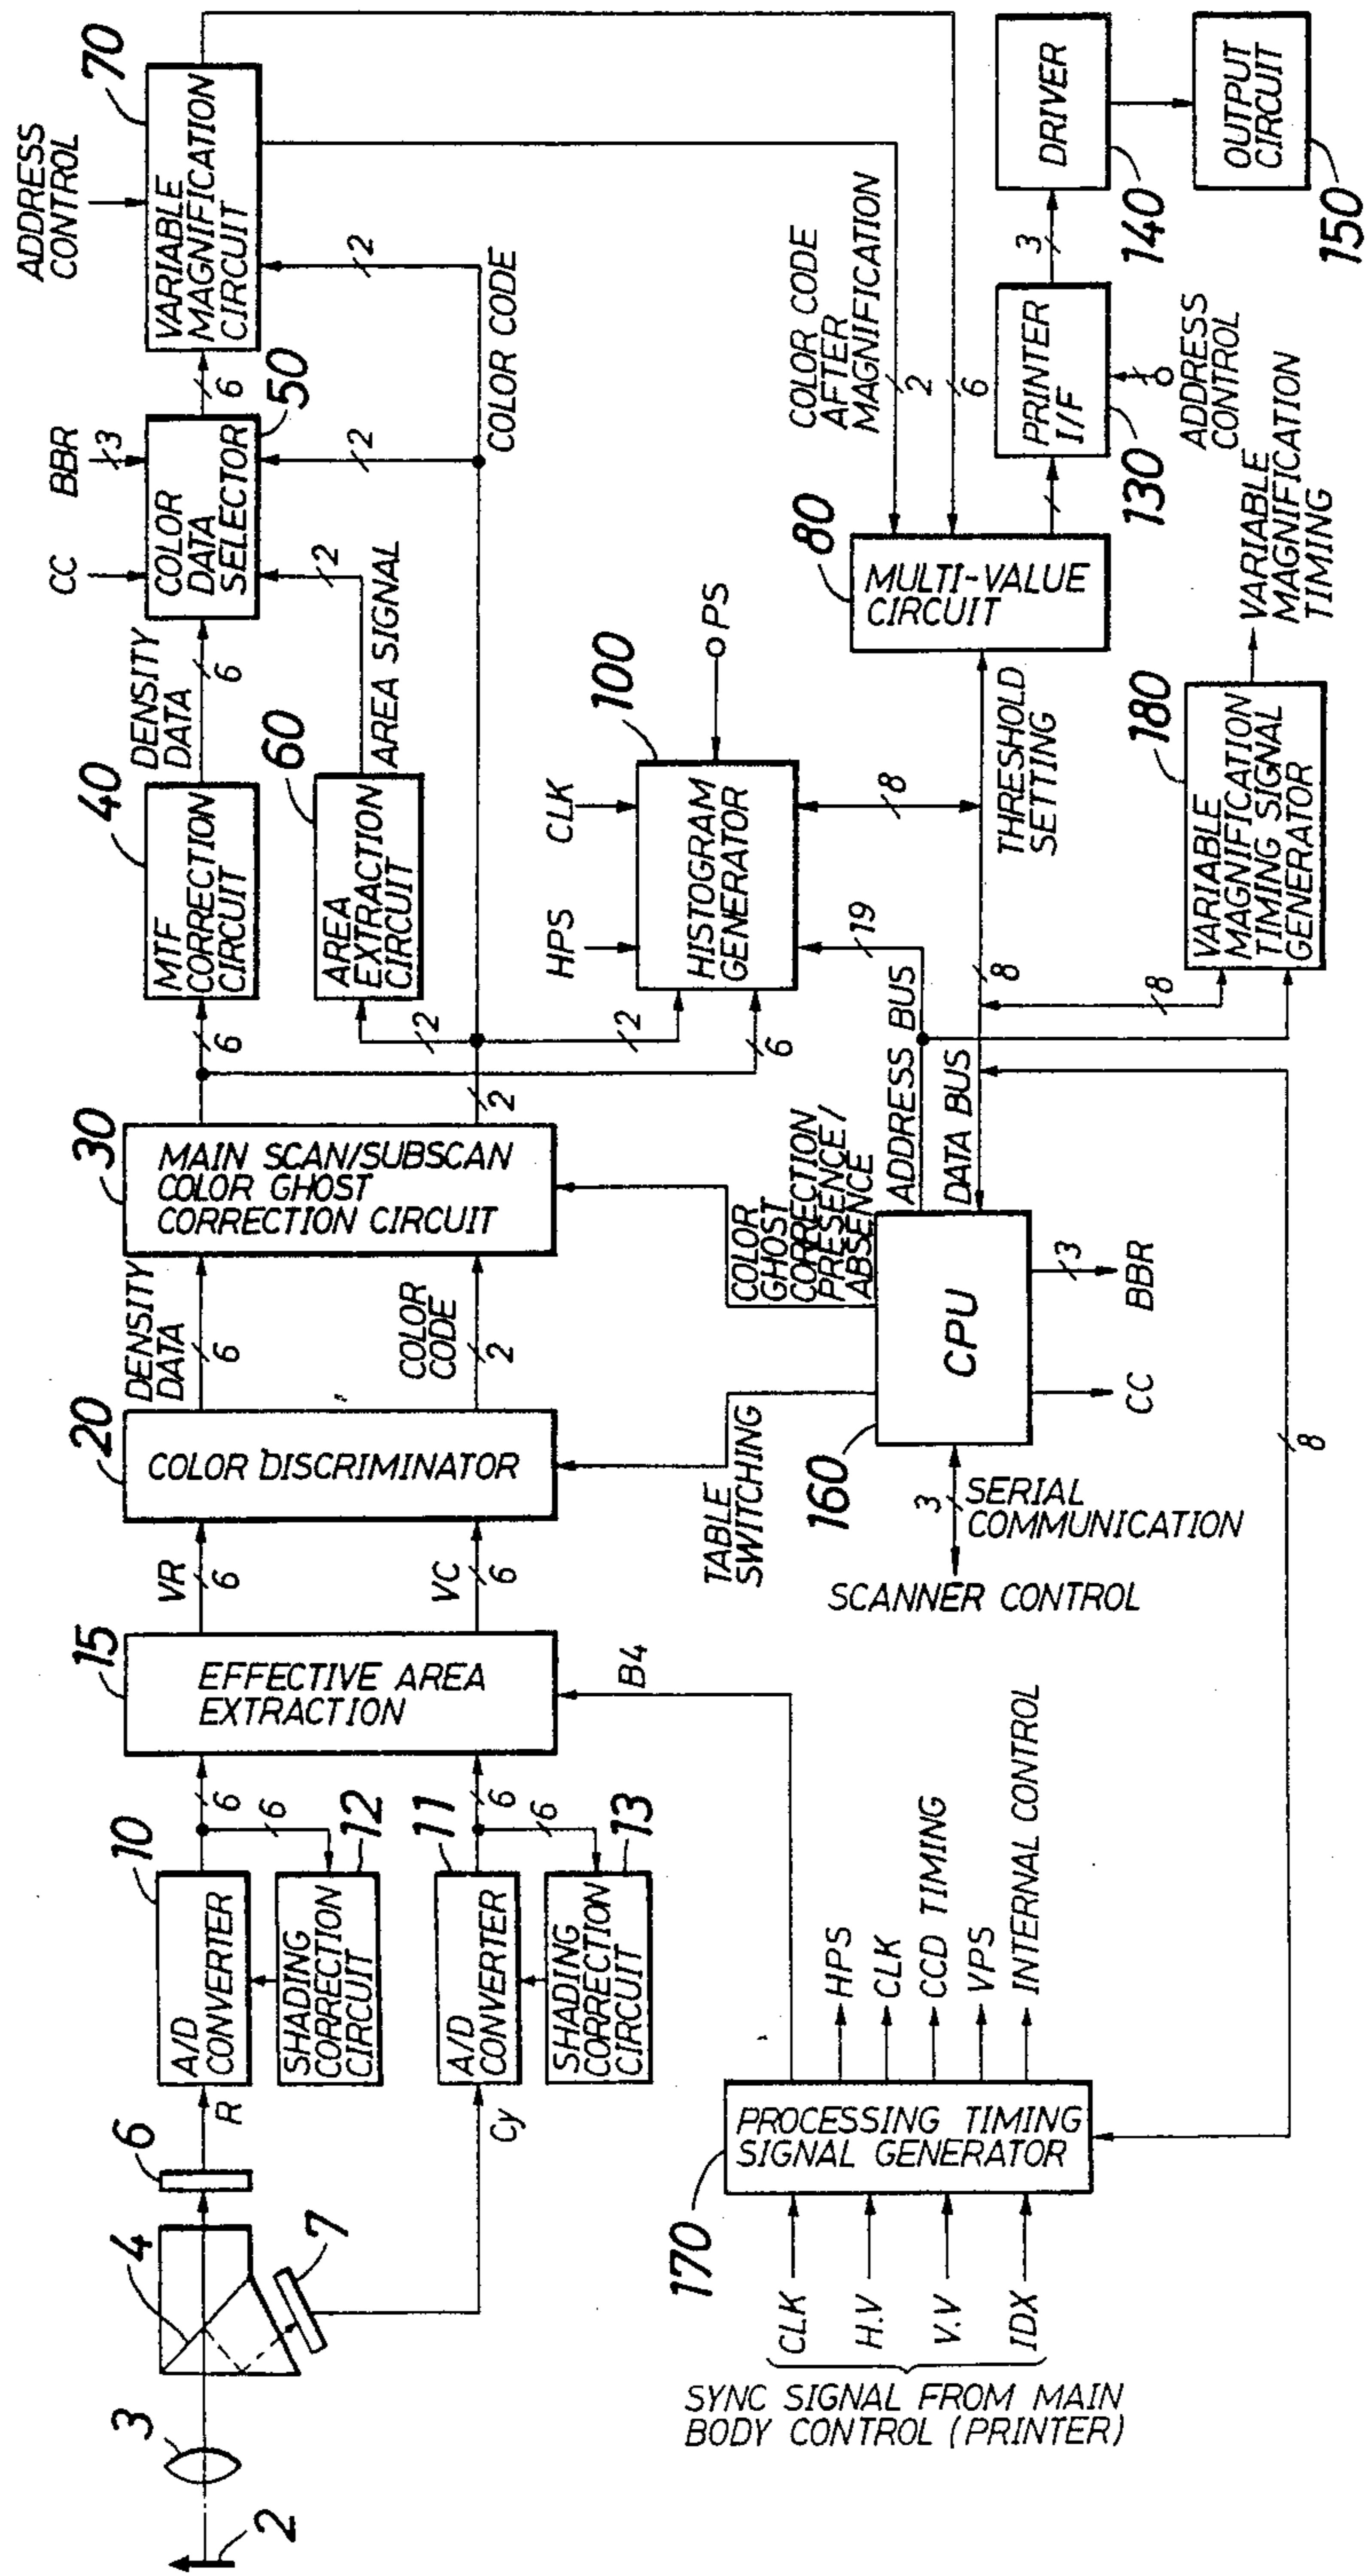 2
3
4
6
7
R
Cy
10
A/D
CONVERTER
6
6
12
SHADING
CORRECTION
CIRCUIT
11
A/D
CONVERTER
6
6
13
SHADING
CORRECTION
CIRCUIT
15
EFFECTIVE AREA
EXTRACTION
B4
VR
6
VC
6
20
COLOR DISCRIMINATOR
TABLE
SWITCHING
DENSITY
DATA
6
COLOR
CODE
2
30
MAIN SCAN/SUBSCAN
COLOR GHOST
CORRECTION CIRCUIT
COLOR
GHOST
CORRECTION
PRESENCE/
ABSENCE
6
2
2
2
6
40
MTF
CORRECTION
CIRCUIT
DENSITY
DATA
6
60
AREA
EXTRACTION
CIRCUIT
AREA SIGNAL
2
CC
BBR
3
COLOR
DATA
SELECTOR
50
2
6
COLOR CODE
2
ADDRESS
CONTROL
70
VARIABLE
MAGNIFICATION
CIRCUIT
HPS
CLK
100
HISTOGRAM
GENERATOR
PS
19
8
COLOR CODE
AFTER
MAGNIFICATION
2
6
80
MULTI-VALUE
CIRCUIT
THRESHOLD
SETTING
PRINTER
I/F
130
ADDRESS
CONTROL
3
DRIVER
140
OUTPUT
CIRCUIT
150
160
CPU
ADDRESS BUS
DATA BUS
8
3
SERIAL
COMMUNICATION
SCANNER CONTROL
CC
3
BBR
8
180
VARIABLE
MAGNIFICATION
TIMING SIGNAL
GENERATOR
VARIABLE
MAGNIFICATION
TIMING
8
170
PROCESSING TIMING
SIGNAL GENERATOR
CLK
H.V
V.V
IDX
SYNC SIGNAL FROM MAIN
BODY CONTROL (PRINTER)
HPS
CLK
CCD TIMING
VPS
INTERNAL CONTROL